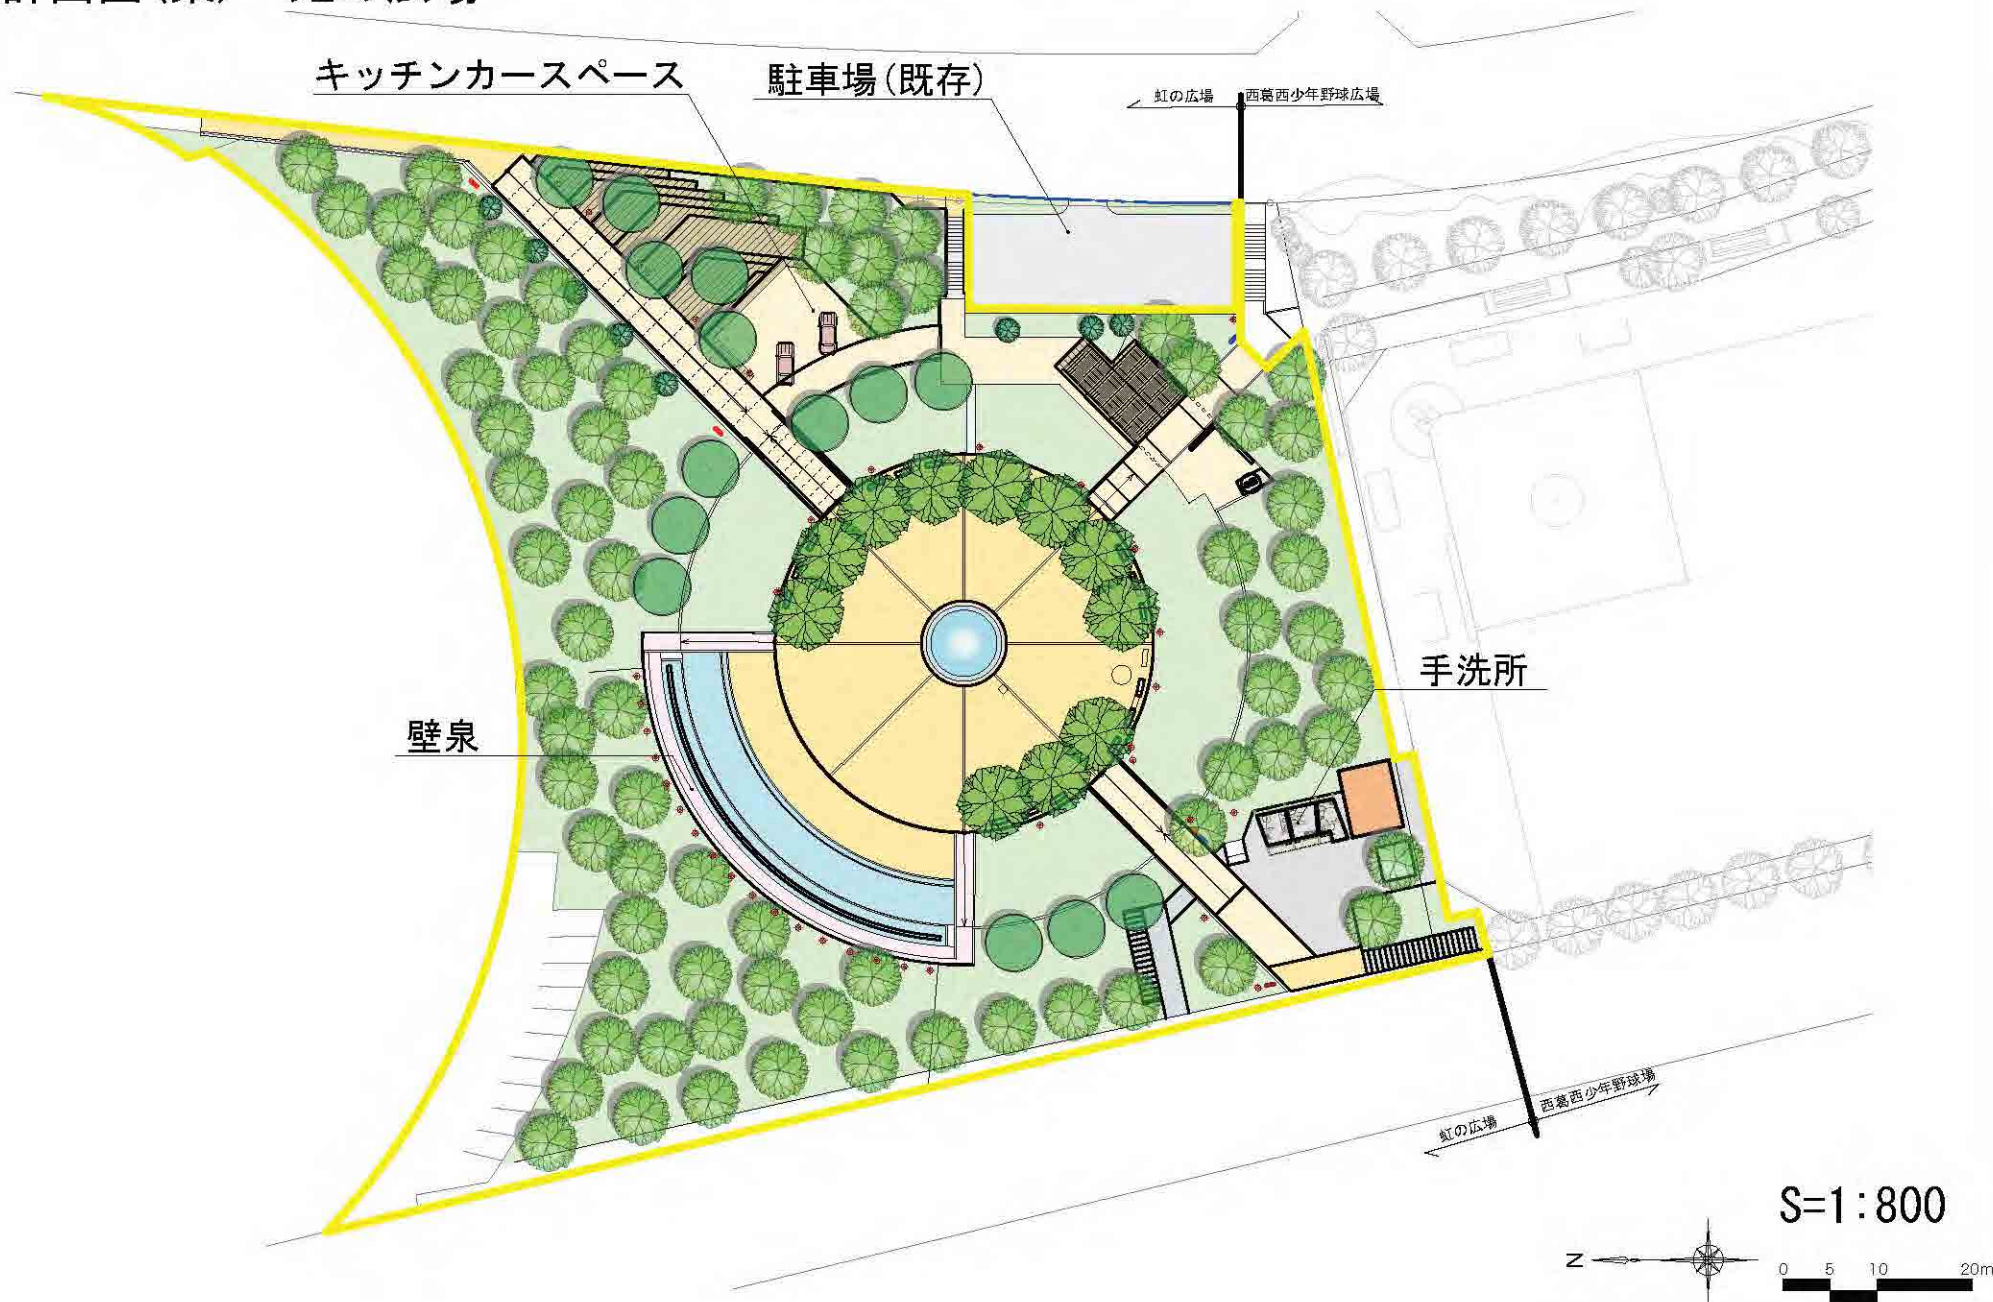 キッチンカースペース
駐車場(既存)
虹の広場
西葛西少年野球広場
手洗所
壁泉
西葛西少年野球場
虹の広場
S=1:800
N
0 5 10 20m